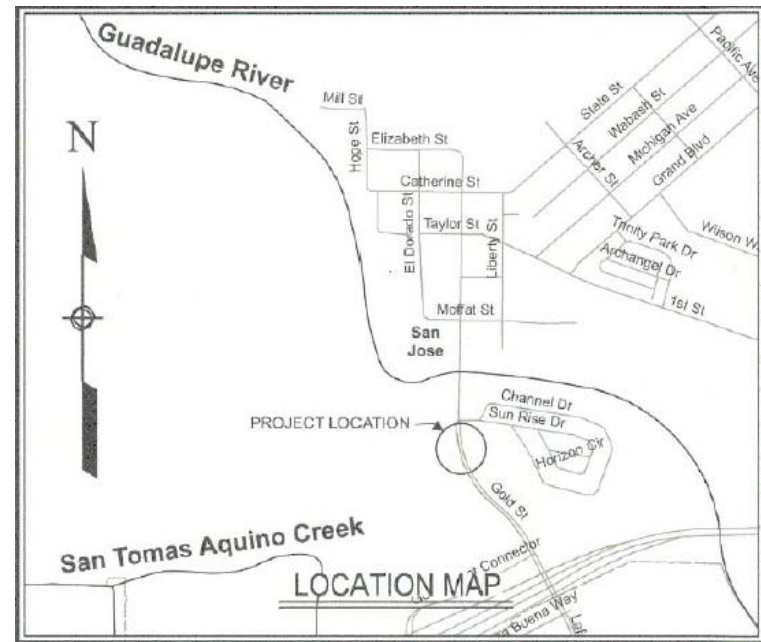 Guadalupe River
Pacific Ave
State St
Wabash St
Michigan Ave
Grand Blvd
Archer St
Mill St
Hope St
Elizabeth St
N
Catherine St
El Dorado St
Taylor St
Liberty St
Trinity Park Dr
Wilson W
Archangel Dr
1st St
Moffat St
San
Jose
Channel Dr
Sun Rise Dr
PROJECT LOCATION
Horizon Cir
Gold St
San Tomas Aquino Creek
Connector
LOCATION MAP
Buena Way